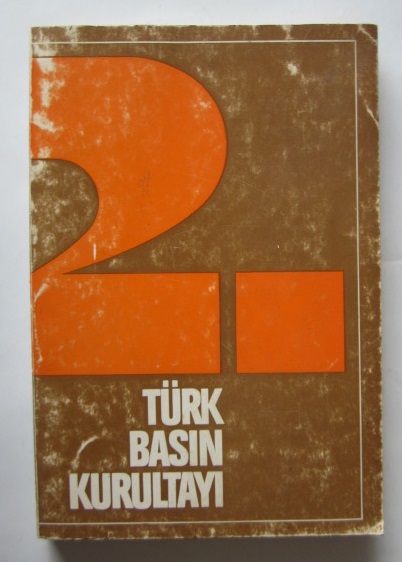 2.
TÜRK
BASIN
KURULTAYI